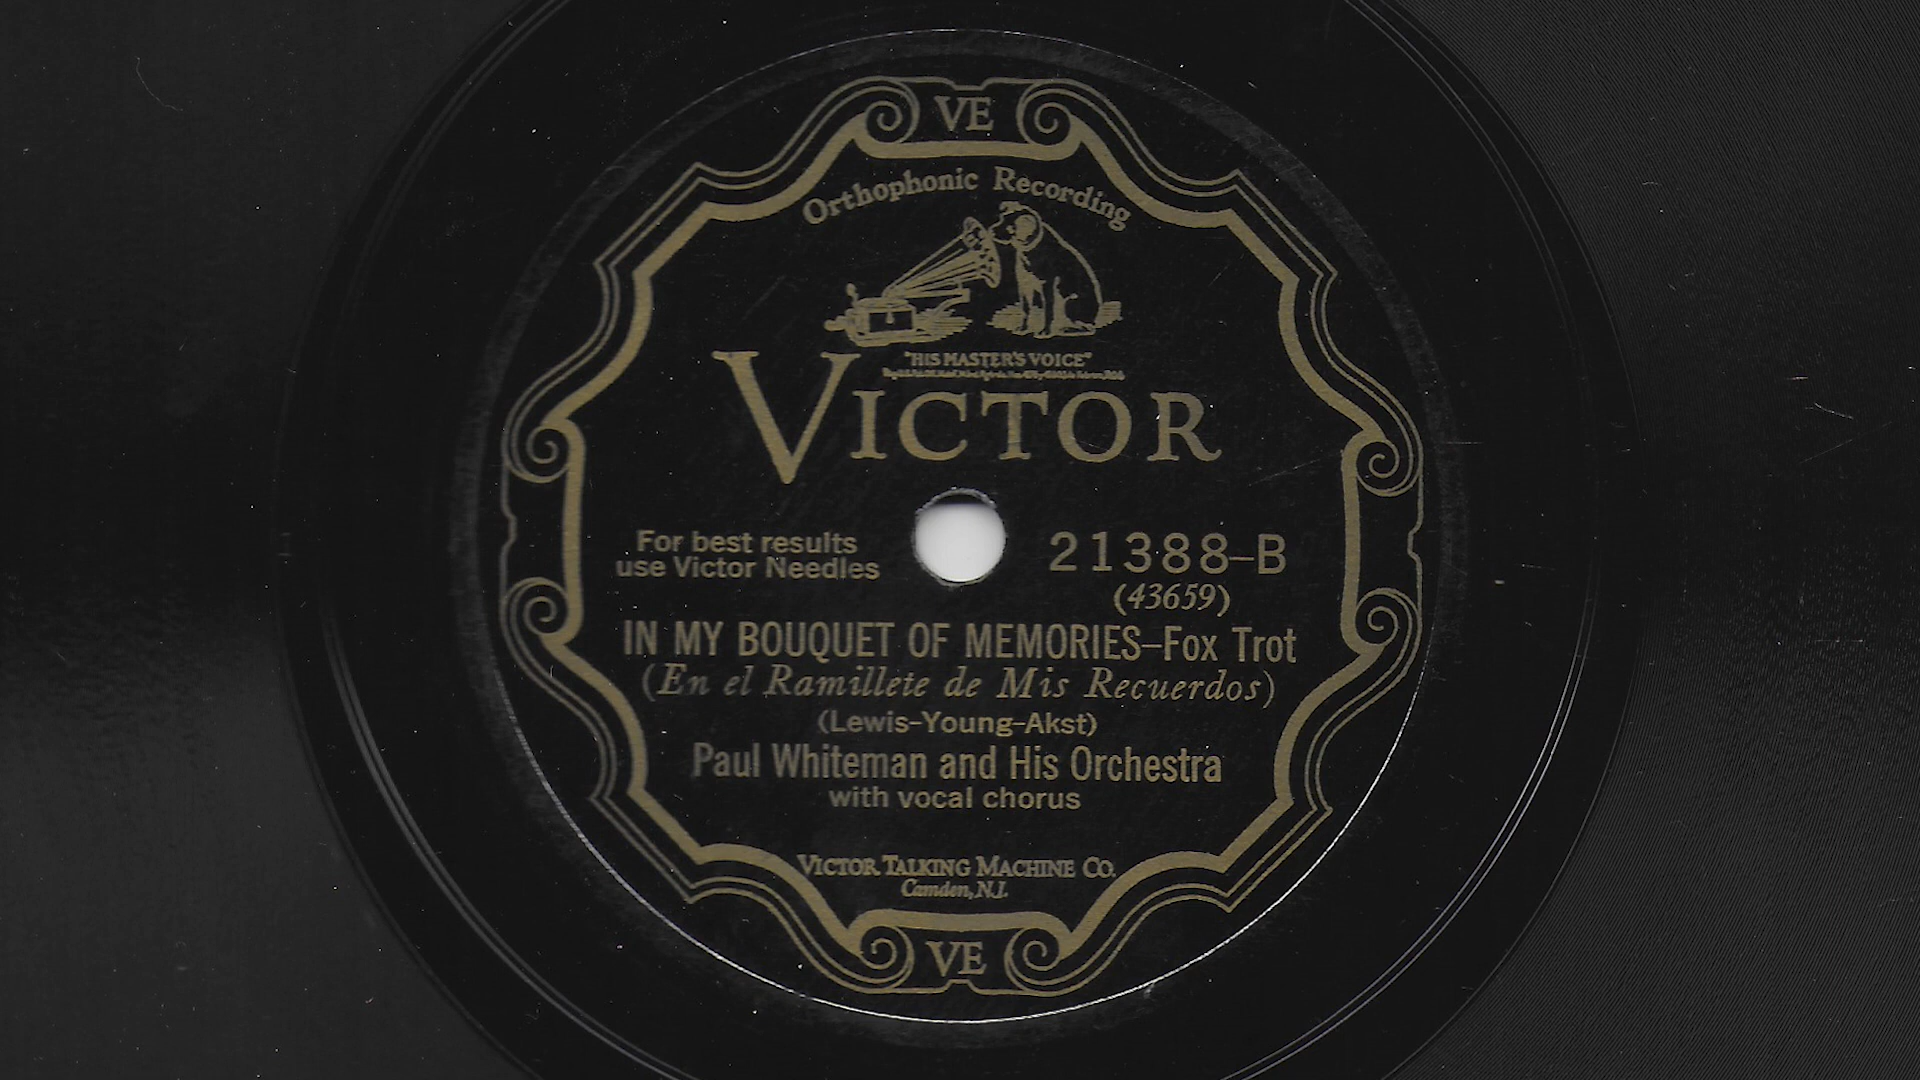 VE
Orthophonic Recording
"HIS MASTER'S VOICE"
VICTOR
For best results
use Victor Needles
21388-B
(43659)
IN MY BOUQUET OF MEMORIES–Fox Trot
(En el Ramillete de Mis Recuerdos)
(Lewis-Young-Akst)
Paul Whiteman and His Orchestra
with vocal chorus
VICTOR TALKING MACHINE CO.
Camden, N.J.
VE